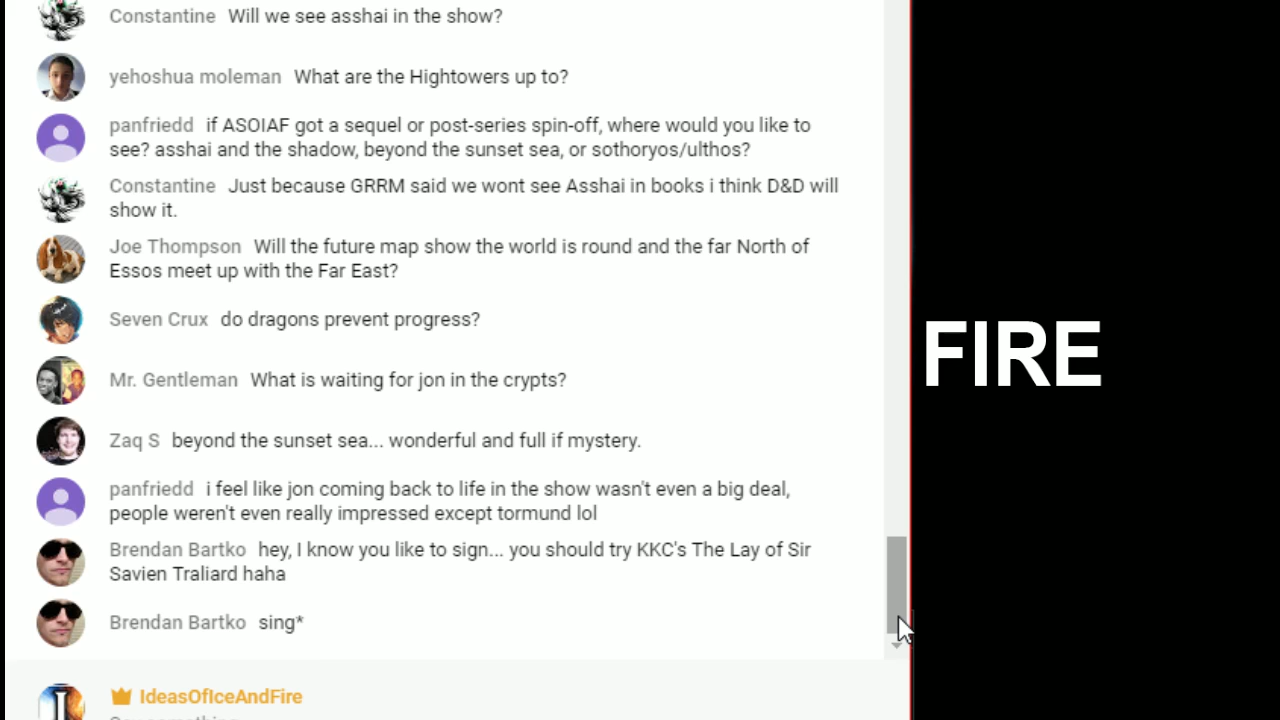 Constantine Will we see asshai in the show?
yehoshua moleman What are the Hightowers up to?
panfriedd if ASOIAF got a sequel or post-series spin-off, where would you like to
see? asshai and the shadow, beyond the sunset sea, or sothoryos/ulthos?
Constantine Just because GRRM said we wont see Asshai in books i think D&D will
show it.
Joe Thompson Will the future map show the world is round and the far North of
Essos meet up with the Far East?
Seven Crux do dragons prevent progress?
FIRE
Mr. Gentleman What is waiting for jon in the crypts?
Zaq S beyond the sunset sea... wonderful and full if mystery.
panfriedd i feel like jon coming back to life in the show wasn't even a big deal,
people weren't even really impressed except tormund lol
Brendan Bartko hey, I know you like to sign... you should try KKC's The Lay of Sir
Savien Traliard haha
Brendan Bartko sing*
IdeasOfIceAndFire